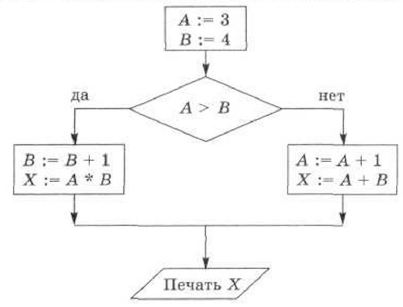 A := 3
B := 4
да
A > B
нет
B := B + 1
X := A * B
A := A + 1
X := A + B
Печать X